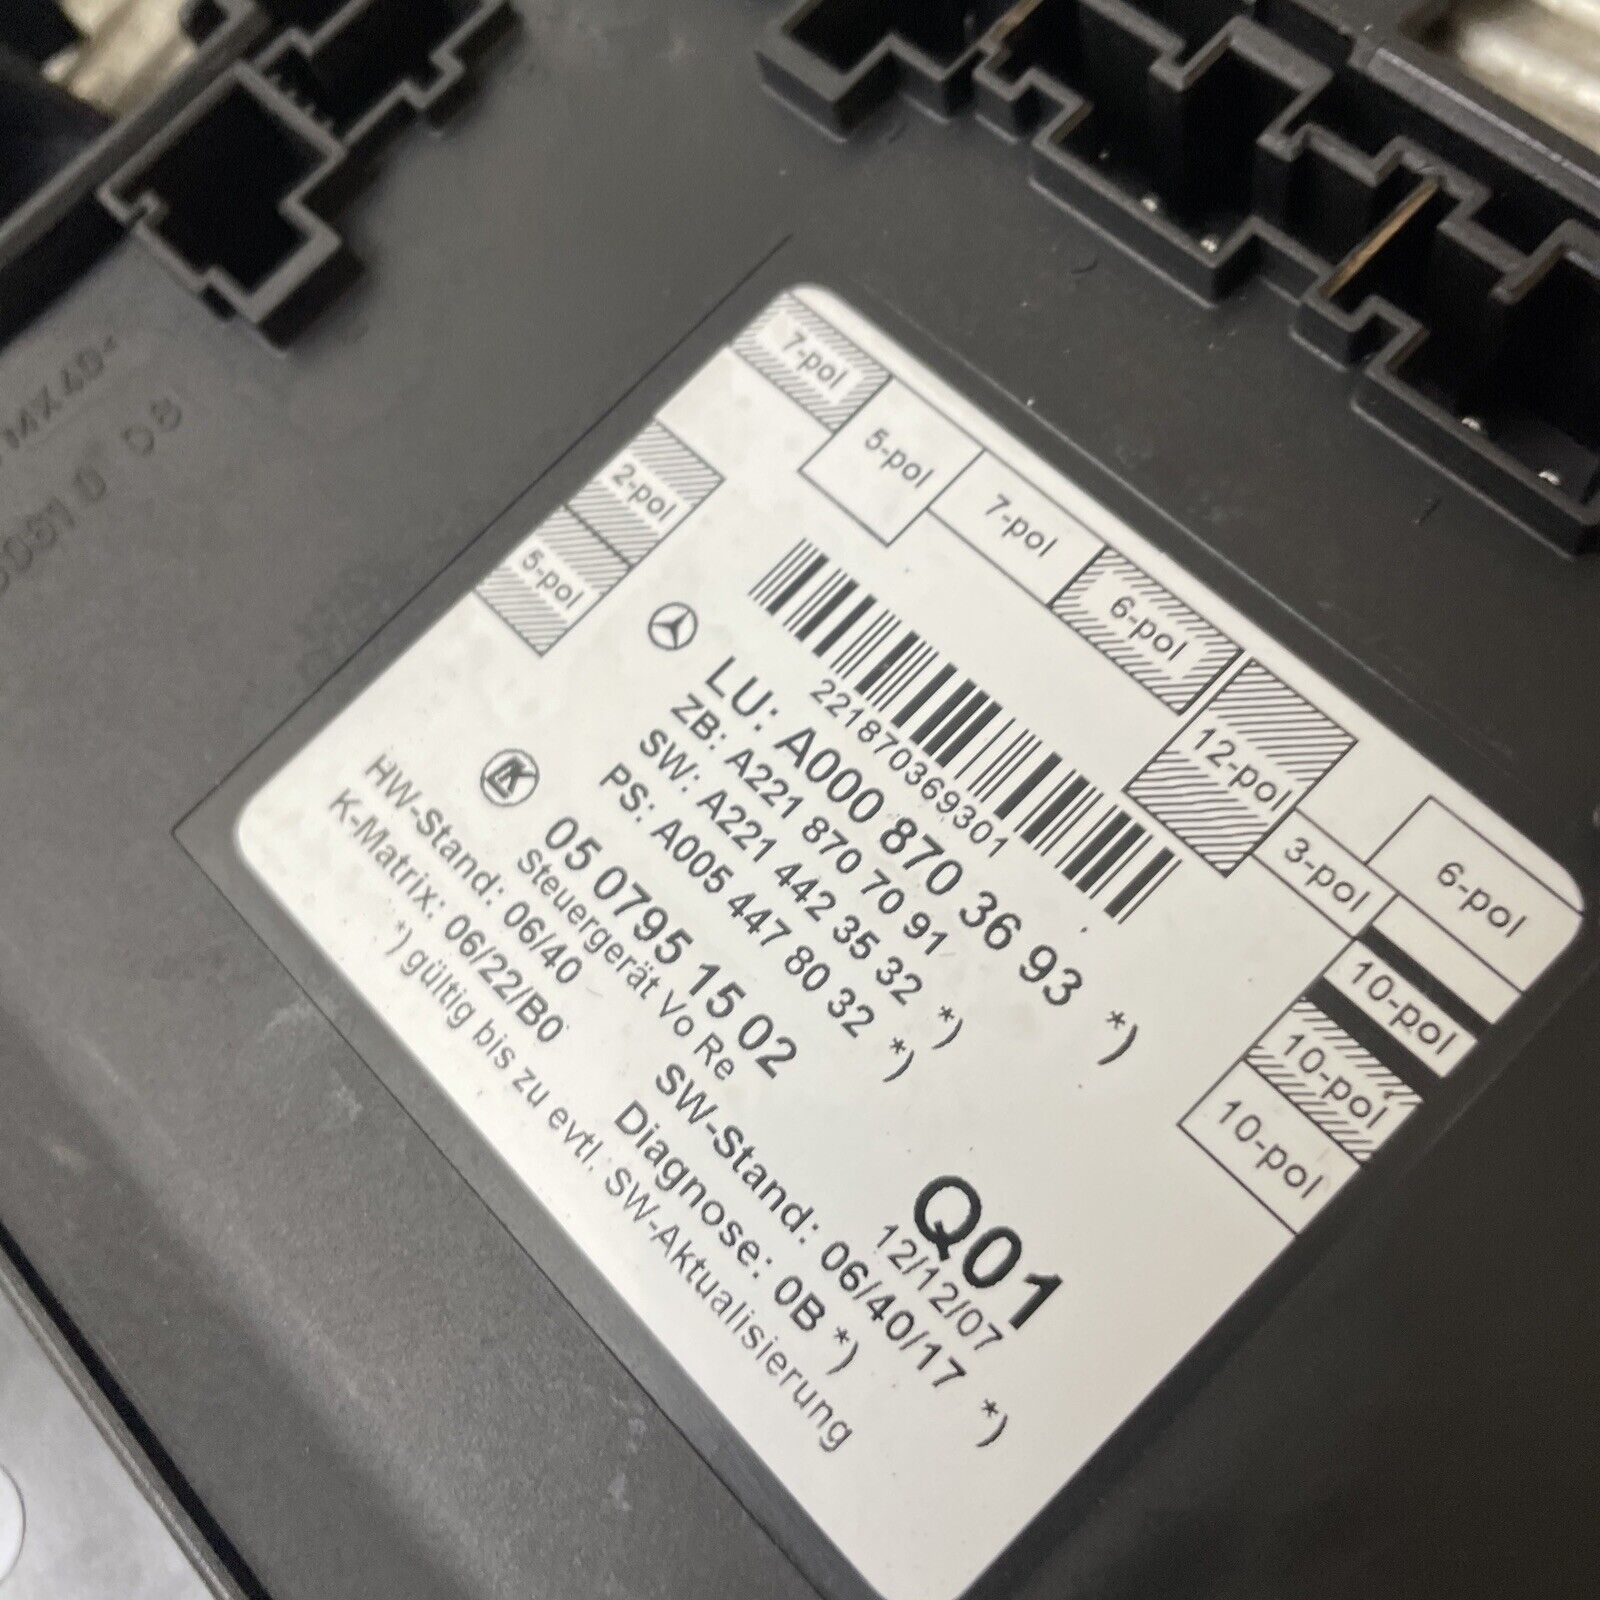 7-pol
5-pol
7-pol
6-pol
12-pol
3-pol
6-pol
10-pol
10-pol
10-pol
2-pol
5-pol
221870369301
LU: A000 870 36 93 *)
ZB: A221 870 70 91
SW: A221 442 35 32 *)
PS: A005 447 80 32 *)
05 0795 15 02
Steuergerät Vo Re
HW-Stand: 06/40
SW-Stand: 06/40/17 *)
K-Matrix: 06/22/B0
Diagnose: 0B *)
*) gültig bis zu evtl. SW-Aktualisierung
Q01
12/12/07